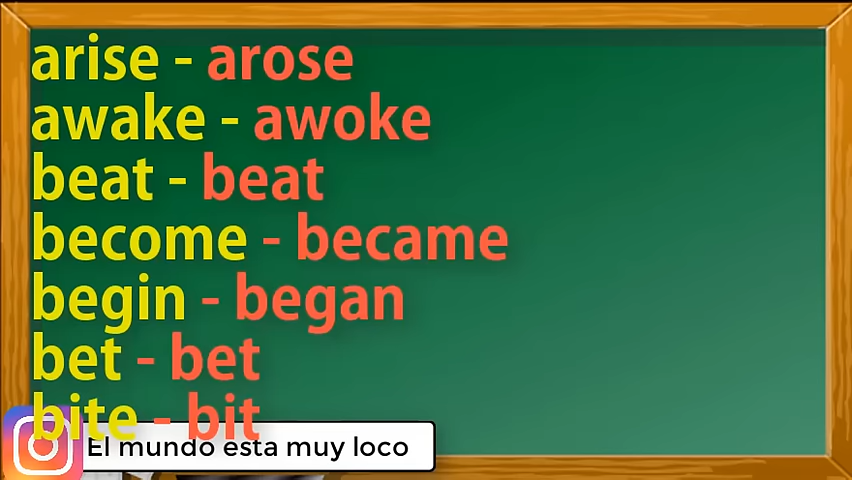 arise - arose
awake - awoke
beat - beat
become - became
begin - began
bet - bet
bite - bit
El mundo esta muy loco